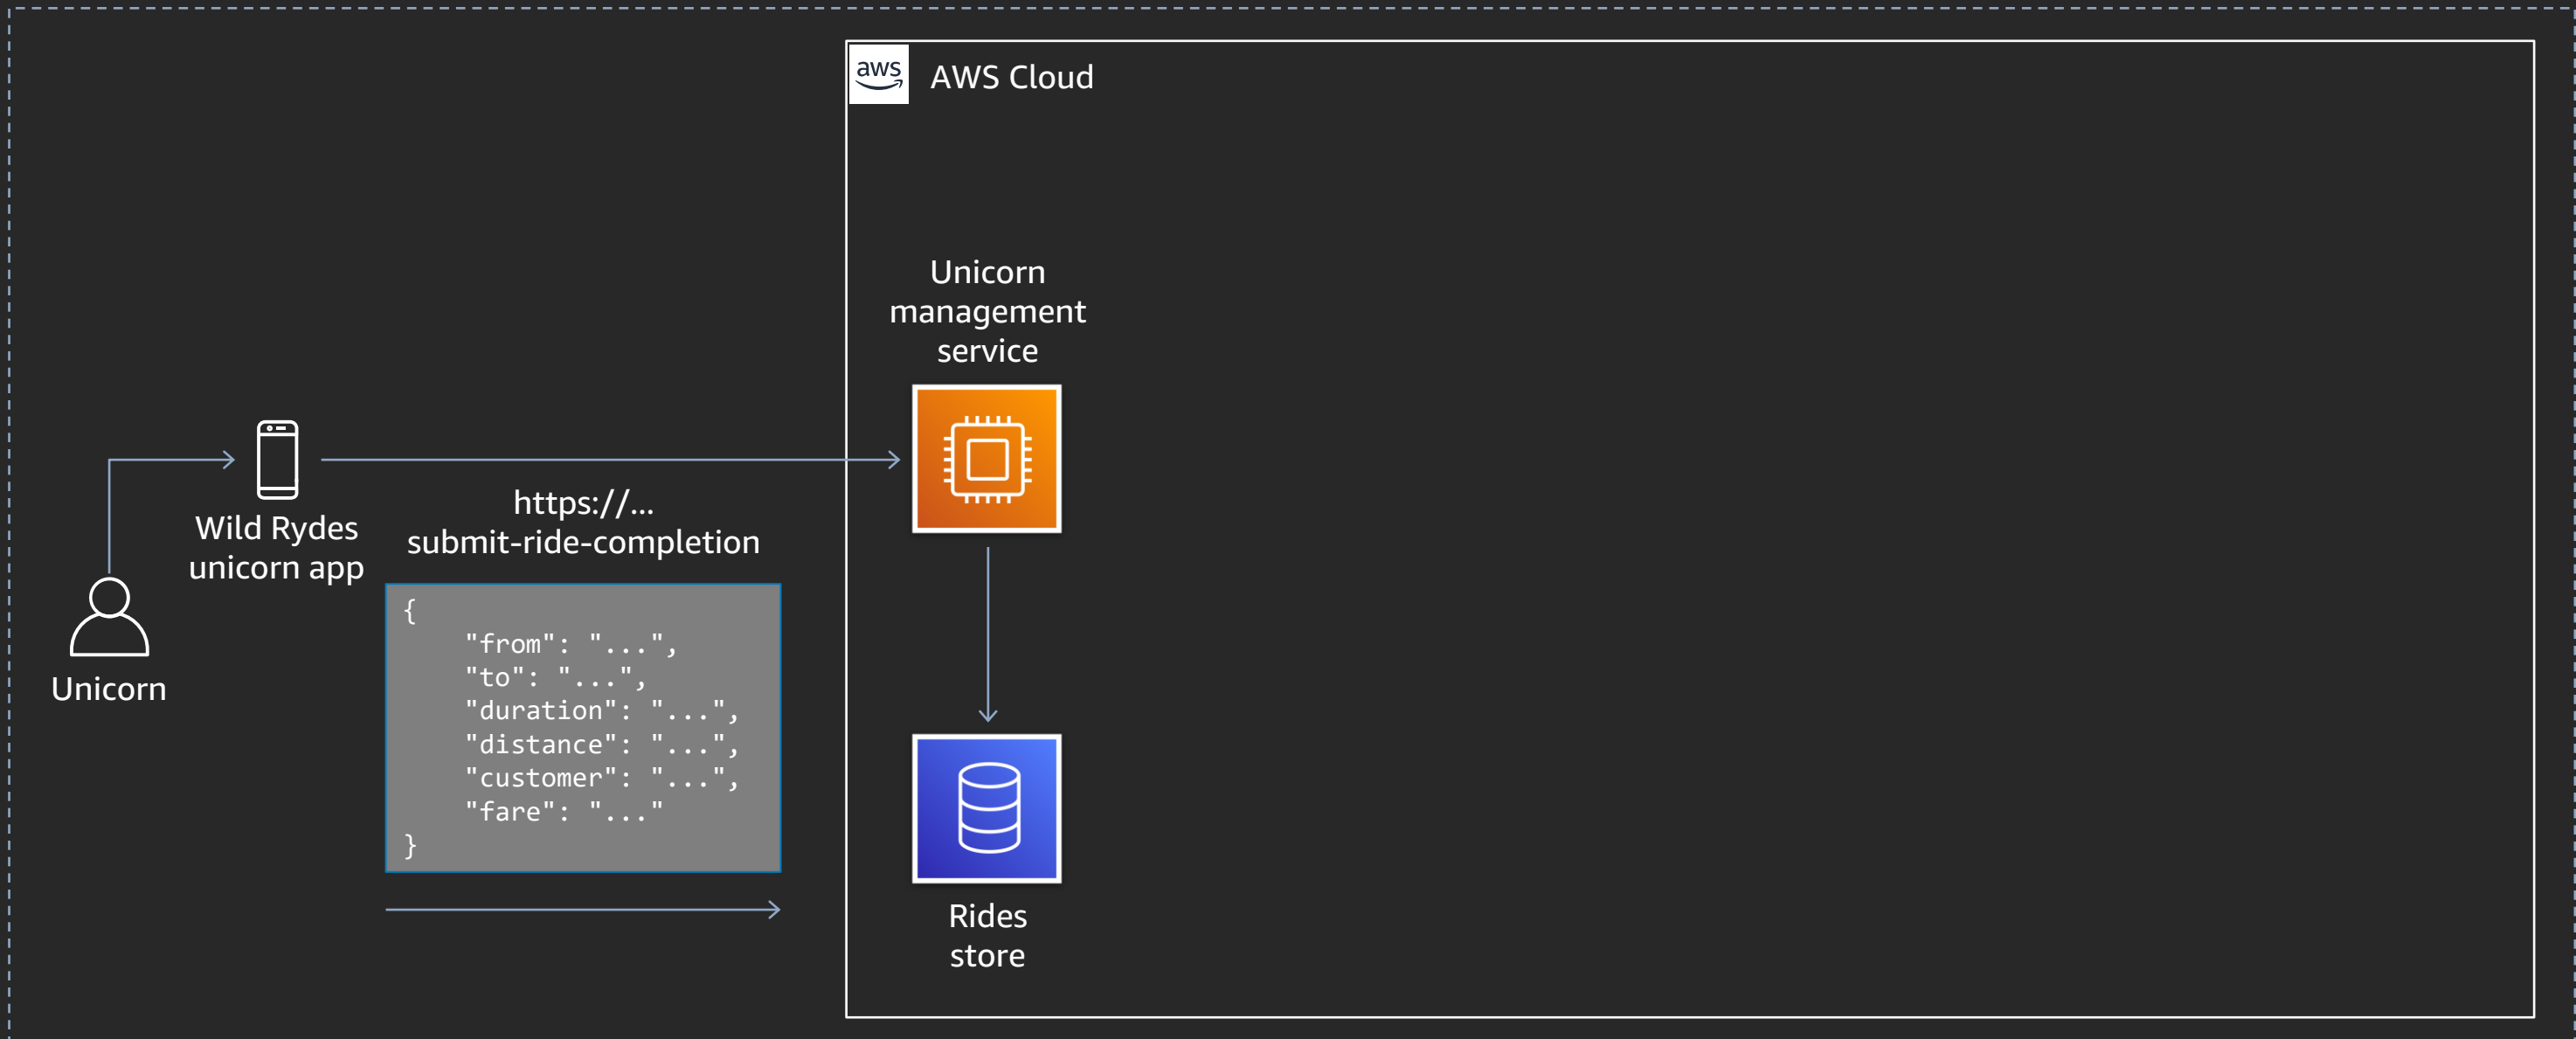 aws
AWS Cloud
Unicorn
management
service
Wild Rydes
unicorn app
https://...
submit-ride-completion
{
"from": "...",
"to": "...",
"duration": "...",
"distance": "...",
"customer": "...",
"fare": "..."
}
Unicorn
Rides
store